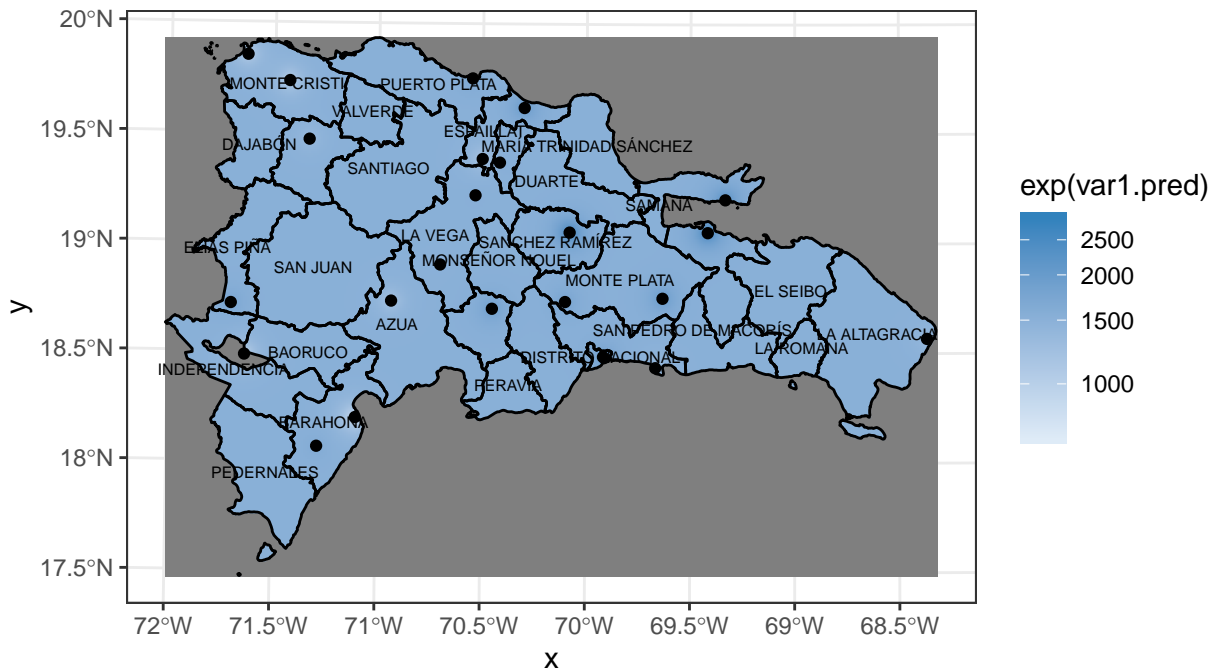 20°N
19.5°N
19°N
18.5°N
18°N
17.5°N
y
MONTE CRISTI
PUERTO PLATA
VALVERDE
ESPAILLAT
DAJABÓN
MARÍA TRINIDAD SÁNCHEZ
SANTIAGO
DUARTE
SAMANÁ
LA VEGA
ELÍAS PIÑA
SANCHEZ RAMÍREZ
MONSEÑOR NOUEL
SAN JUAN
MONTE PLATA
EL SEIBO
AZUA
SAN PEDRO DE MACORÍS
LA ALTAGRACIA
LA ROMANA
BAORUCO
DISTRITO NACIONAL
INDEPENDENCIA
PERAVIA
BARAHONA
PEDERNALES
72°W
71.5°W
71°W
70.5°W
70°W
69.5°W
69°W
68.5°W
x
exp(var1.pred)
2500
2000
1500
1000